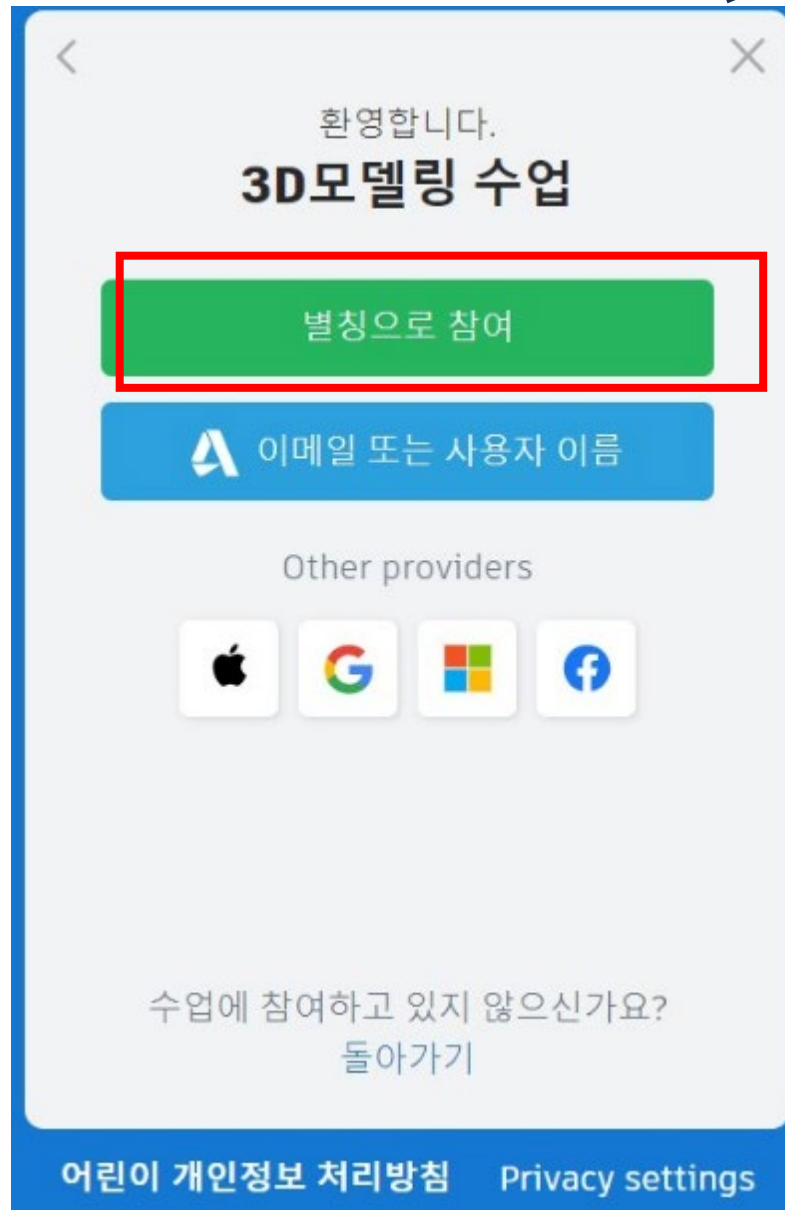 환영합니다.
3D모델링 수업
별칭으로 참여
이메일 또는 사용자 이름
Other providers
수업에 참여하고 있지 않으신가요?
돌아가기
어린이 개인정보 처리방침 Privacy settings